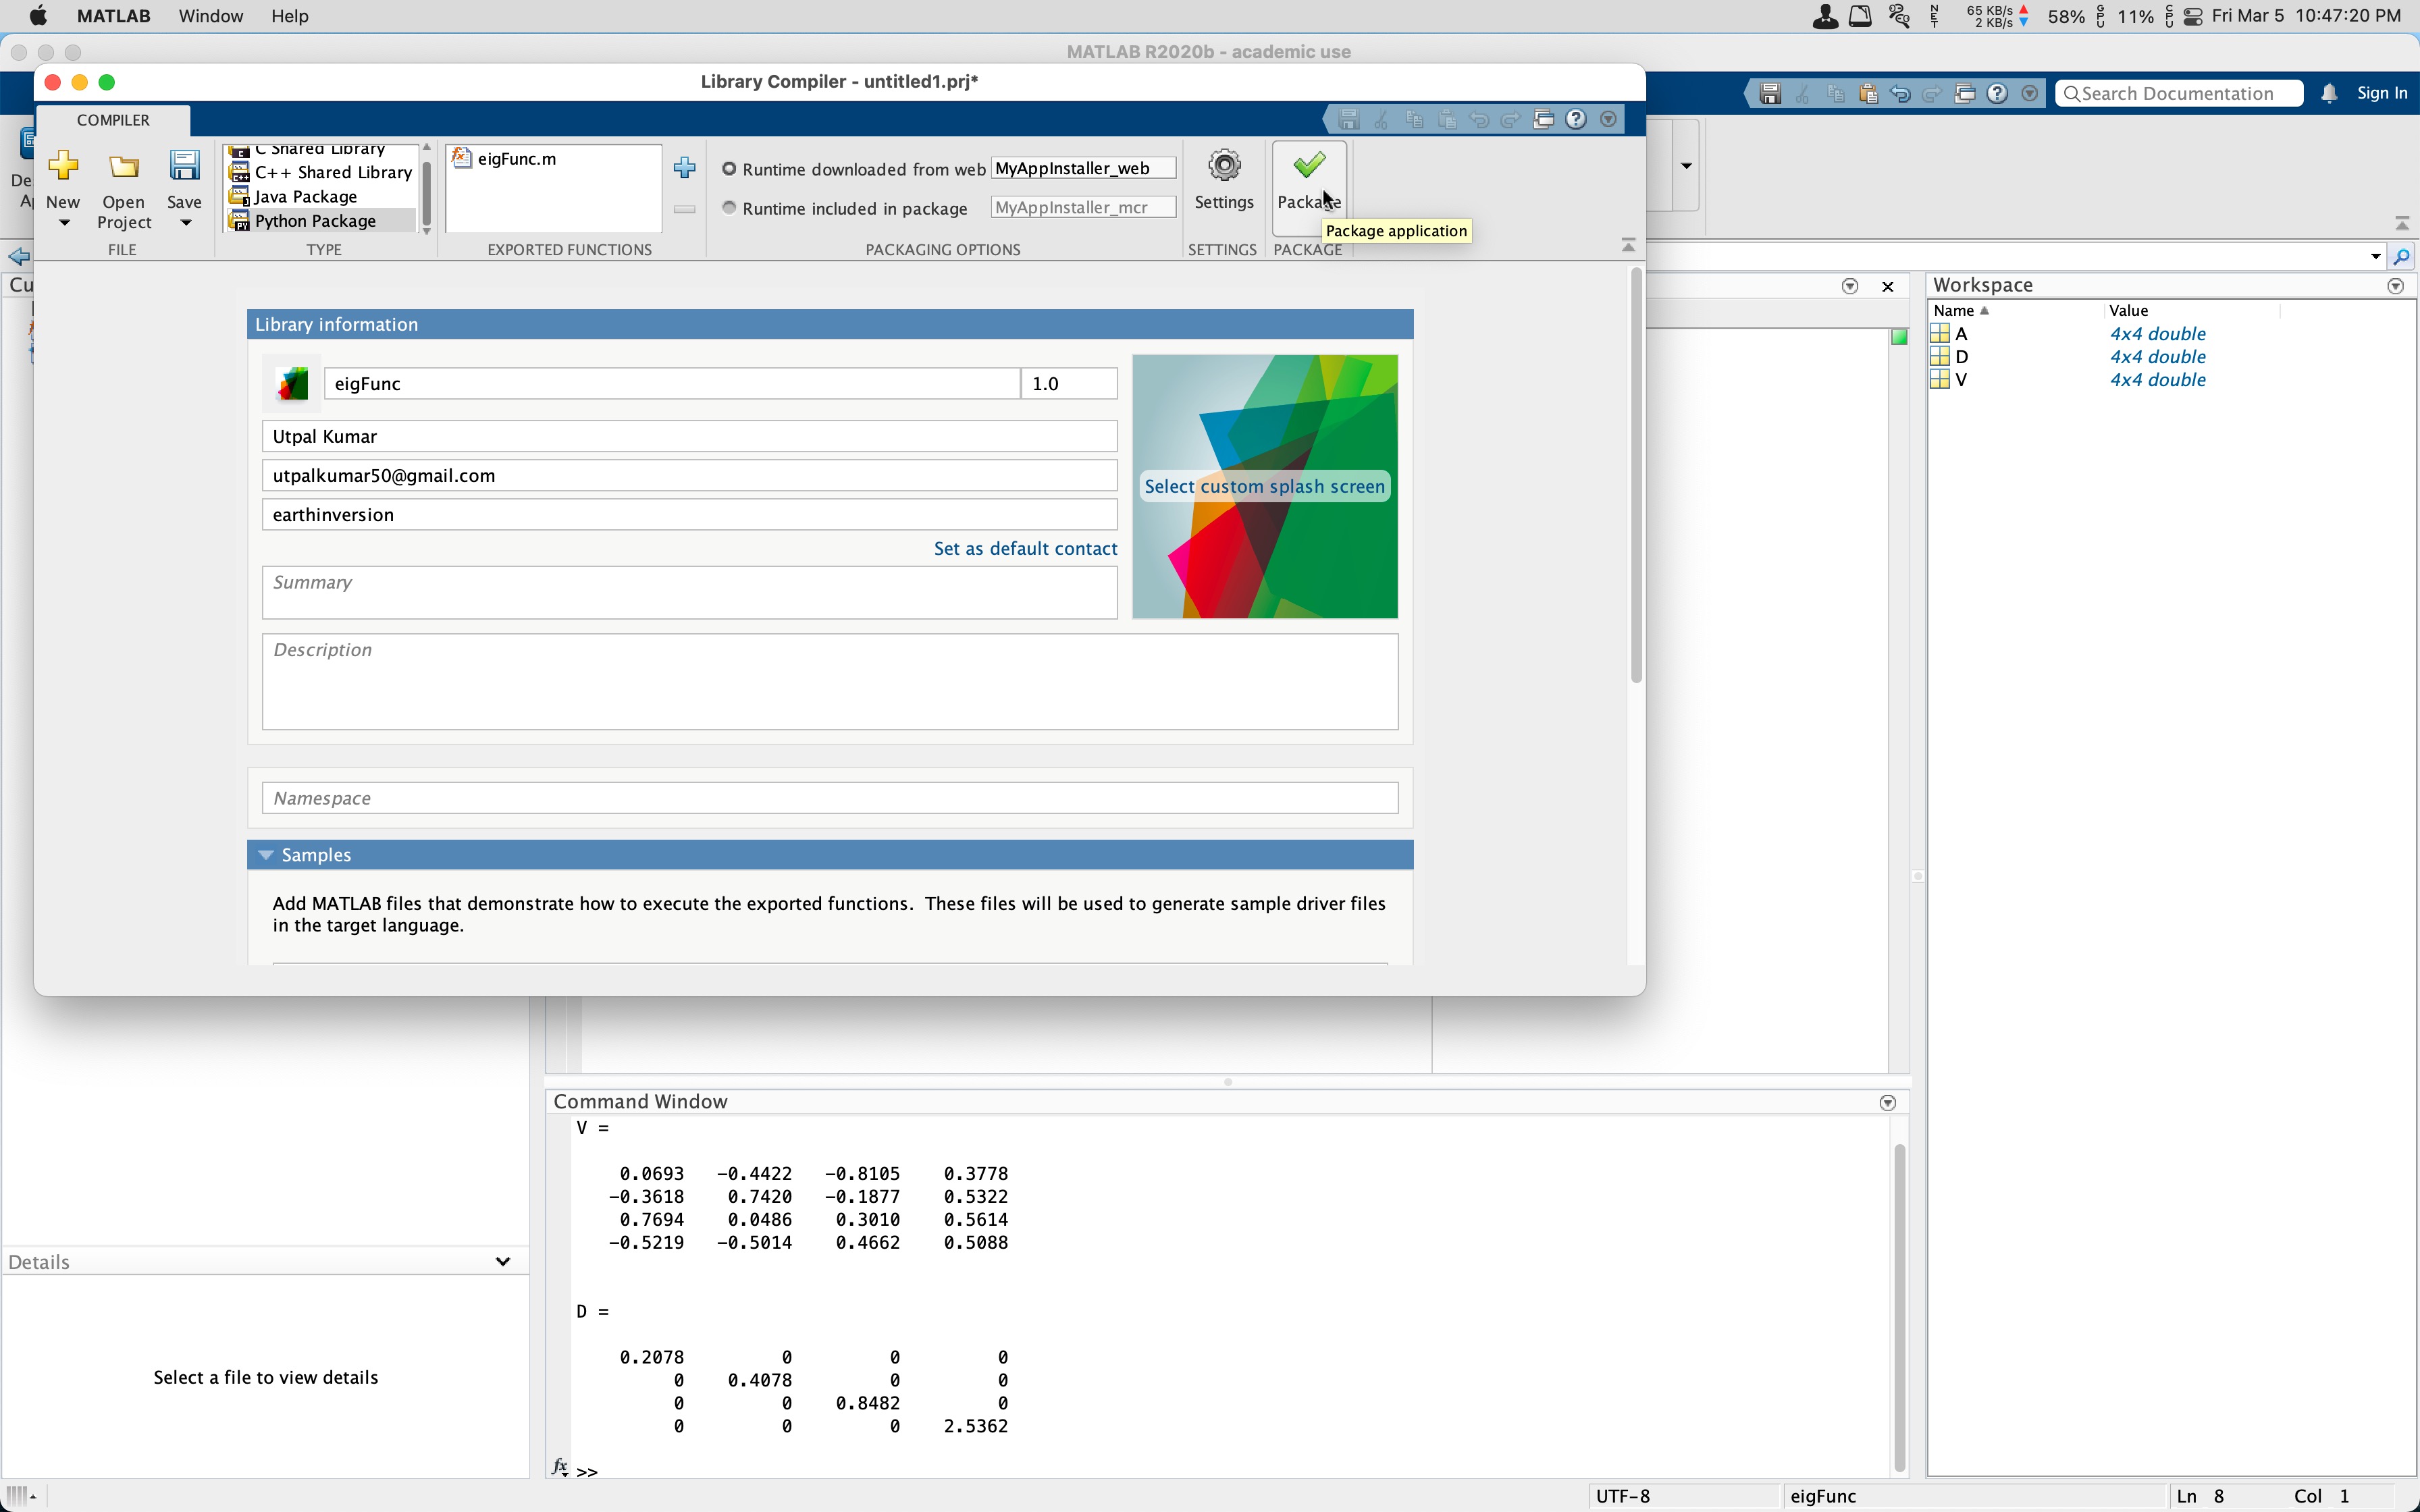 MATLAB Window Help
NET 65 KB/s 2 KB/s 58% GPU 11% CPU Fri Mar 5 10:47:20 PM
MATLAB R2020b - academic use
Library Compiler - untitled1.prj*
Search Documentation Sign In
COMPILER
New
Open Project
Save
FILE
C Shared Library
C++ Shared Library
Java Package
Python Package
TYPE
eigFunc.m
EXPORTED FUNCTIONS
Runtime downloaded from web MyAppInstaller_web
Runtime included in package MyAppInstaller_mcr
PACKAGING OPTIONS
Settings
SETTINGS
Package
PACKAGE
Package application
De
Cu
Library information
eigFunc 1.0
Utpal Kumar
utpalkumar50@gmail.com
earthinversion
Set as default contact
Select custom splash screen
Summary
Description
Namespace
Samples
Add MATLAB files that demonstrate how to execute the exported functions. These files will be used to generate sample driver files
in the target language.
Workspace
Name Value
A 4x4 double
D 4x4 double
V 4x4 double
Command Window
V =
0.0693 -0.4422 -0.8105 0.3778
-0.3618 0.7420 -0.1877 0.5322
0.7694 0.0486 0.3010 0.5614
-0.5219 -0.5014 0.4662 0.5088
D =
0.2078 0 0 0
0 0.4078 0 0
0 0 0.8482 0
0 0 0 2.5362
fx >>
Details
Select a file to view details
UTF-8 eigFunc Ln 8 Col 1